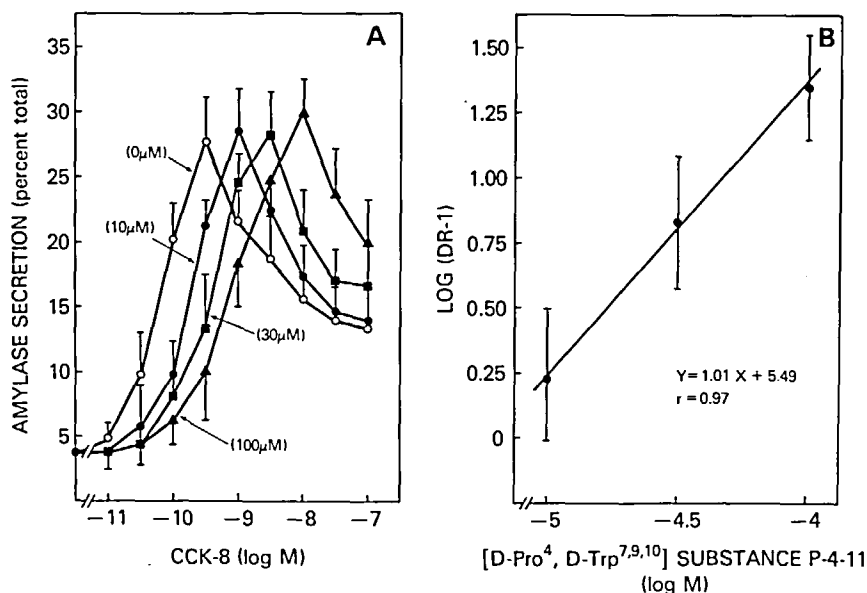 A
AMYLASE SECRETION (percent total)
35
30
25
20
15
10
5
(0μM)
(10μM)
(30μM)
(100μM)
−11
−10
−9
−8
−7
CCK-8 (log M)
B
LOG (DR-1)
1.50
1.25
1.00
0.75
0.50
0.25
0
Y = 1.01 X + 5.49
r = 0.97
−5
−4.5
−4
[D-Pro⁴, D-Trp⁷,⁹,¹⁰] SUBSTANCE P-4-11
(log M)